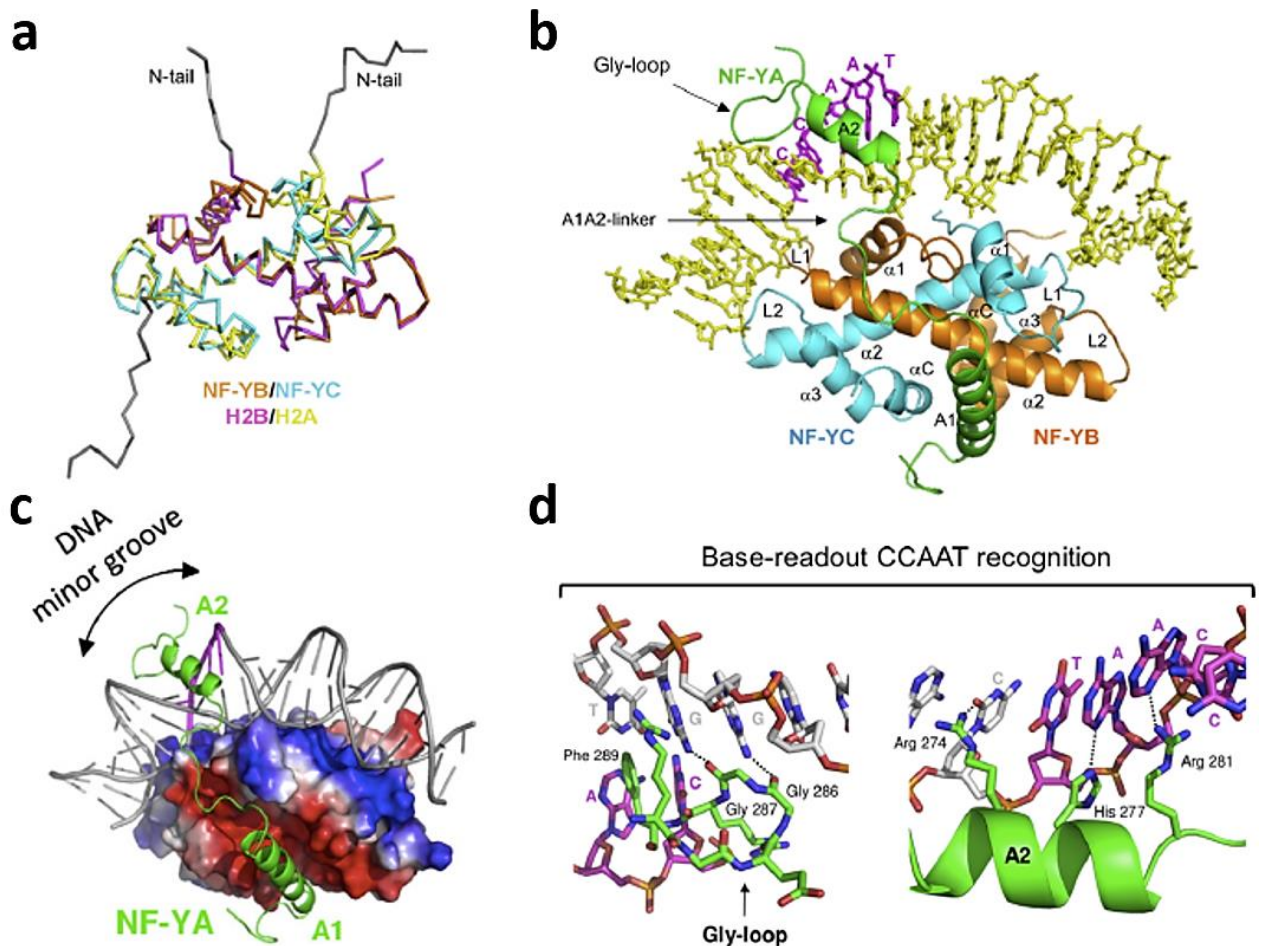 a
N-tail
N-tail
NF-YB/NF-YC
H2B/H2A
b
Gly-loop
NF-YA
A
A
T
C
C
A2
A1A2-linker
L1
α1
α1
L1
L2
αC
α3
L2
α2
αC
α3
α2
A1
NF-YC
NF-YB
c
DNA
minor groove
A2
NF-YA
A1
d
Base-readout CCAAT recognition
T
G
G
Phe 289
A
C
Gly 287
Gly 286
Gly-loop
A
C
T
A
C
C
Arg 274
Arg 281
His 277
A2